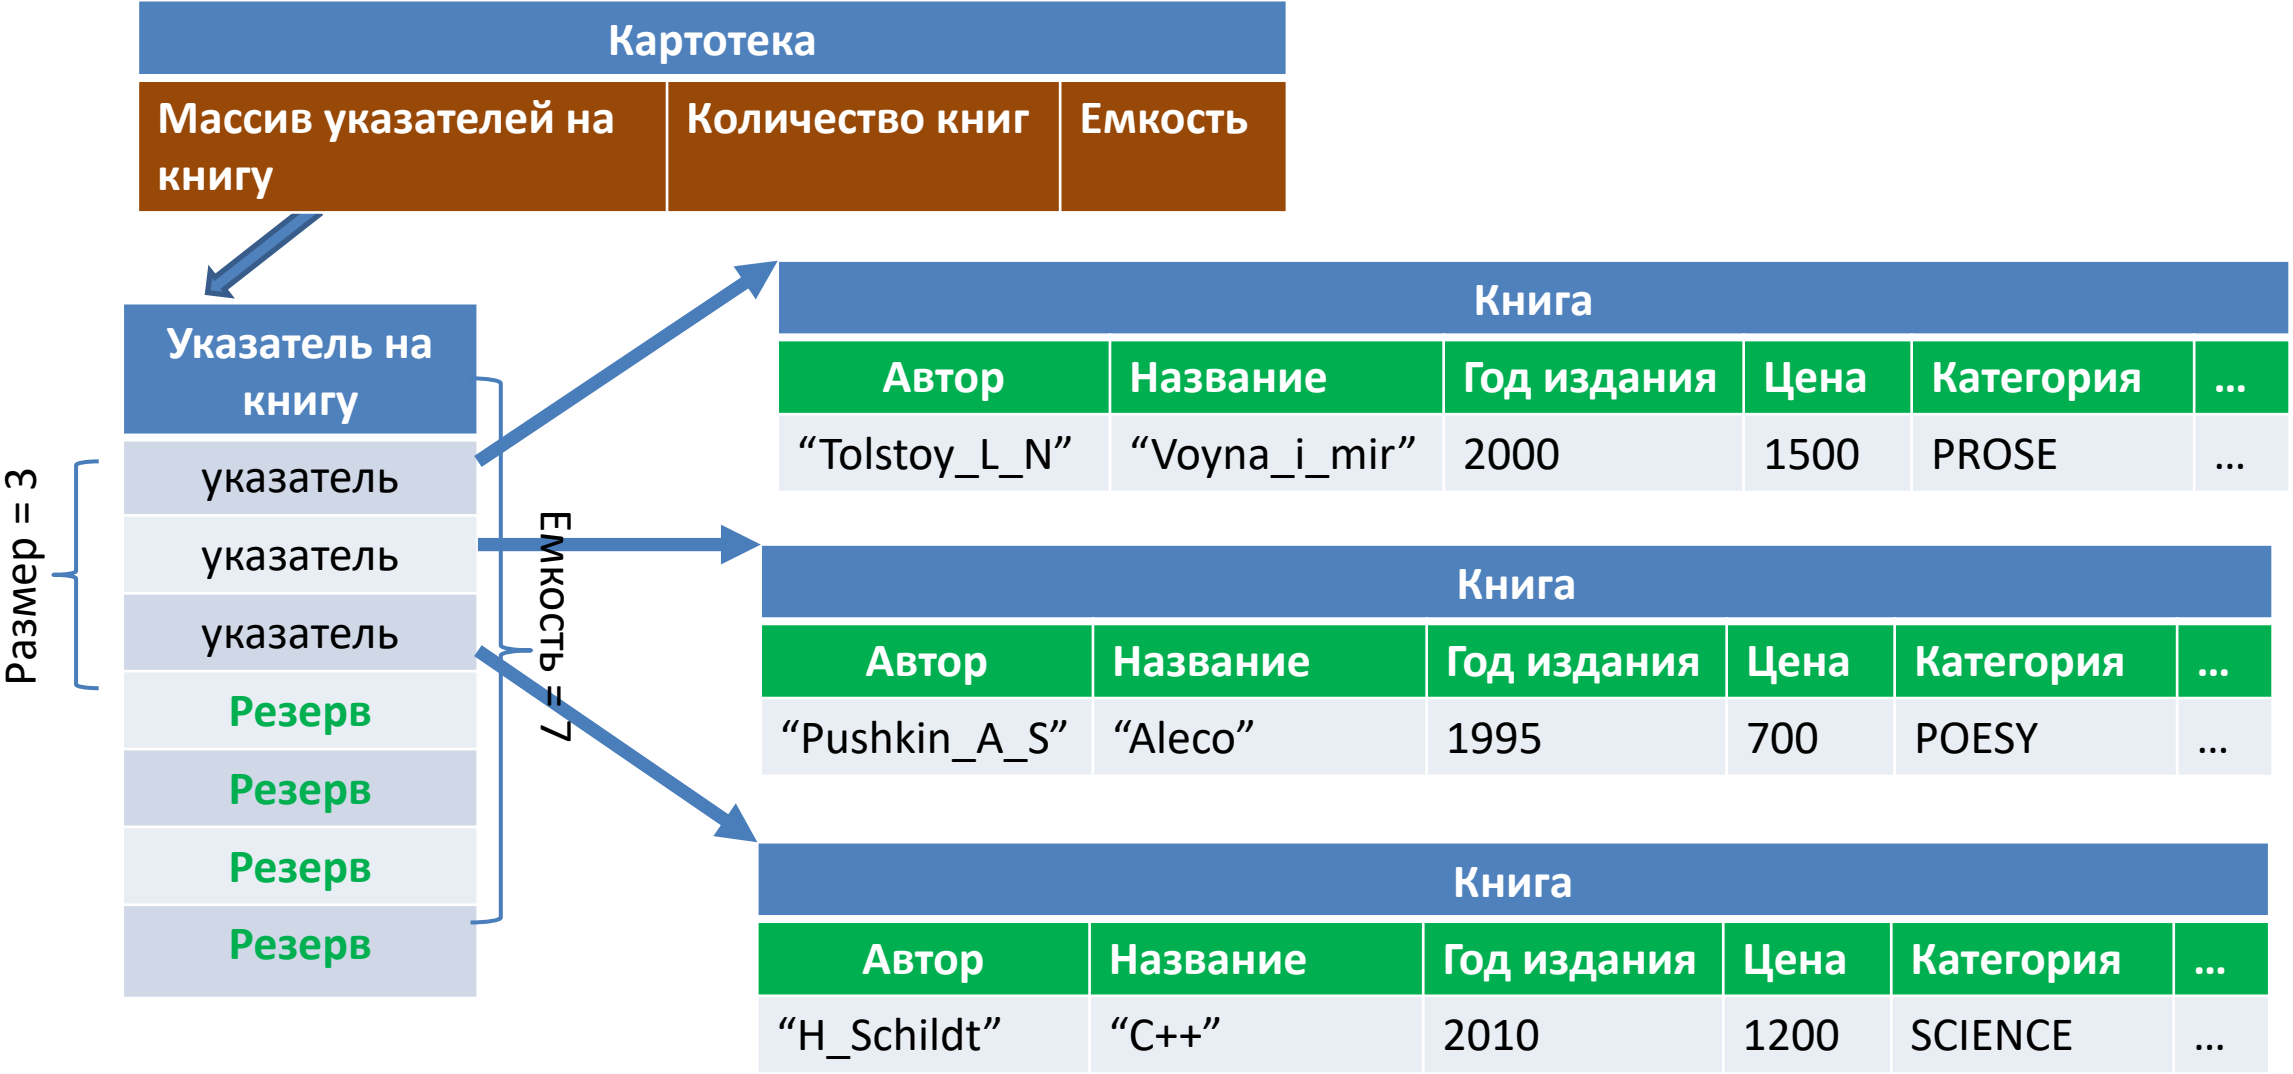 Картотека
Массив указателей на
книгу
Количество книг
Емкость
Указатель на
книгу
указатель
указатель
указатель
Резерв
Резерв
Резерв
Резерв
Размер = 3
Емкость = 7
Книга
Автор Название Год издания Цена Категория ...
“Tolstoy_L_N” “Voyna_i_mir” 2000 1500 PROSE ...
Книга
Автор Название Год издания Цена Категория ...
“Pushkin_A_S” “Aleco” 1995 700 POESY ...
Книга
Автор Название Год издания Цена Категория ...
“H_Schildt” “C++” 2010 1200 SCIENCE ...